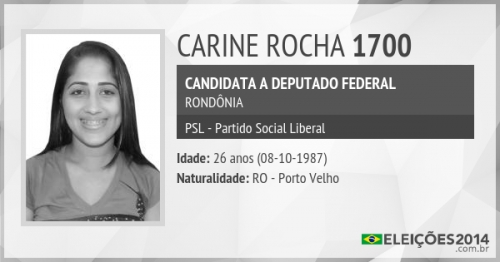 CARINE ROCHA 1700
CANDIDATA A DEPUTADO FEDERAL
RONDÔNIA
PSL - Partido Social Liberal
Idade: 26 anos (08-10-1987)
Naturalidade: RO - Porto Velho
ELEIÇÕES2014
.com.br